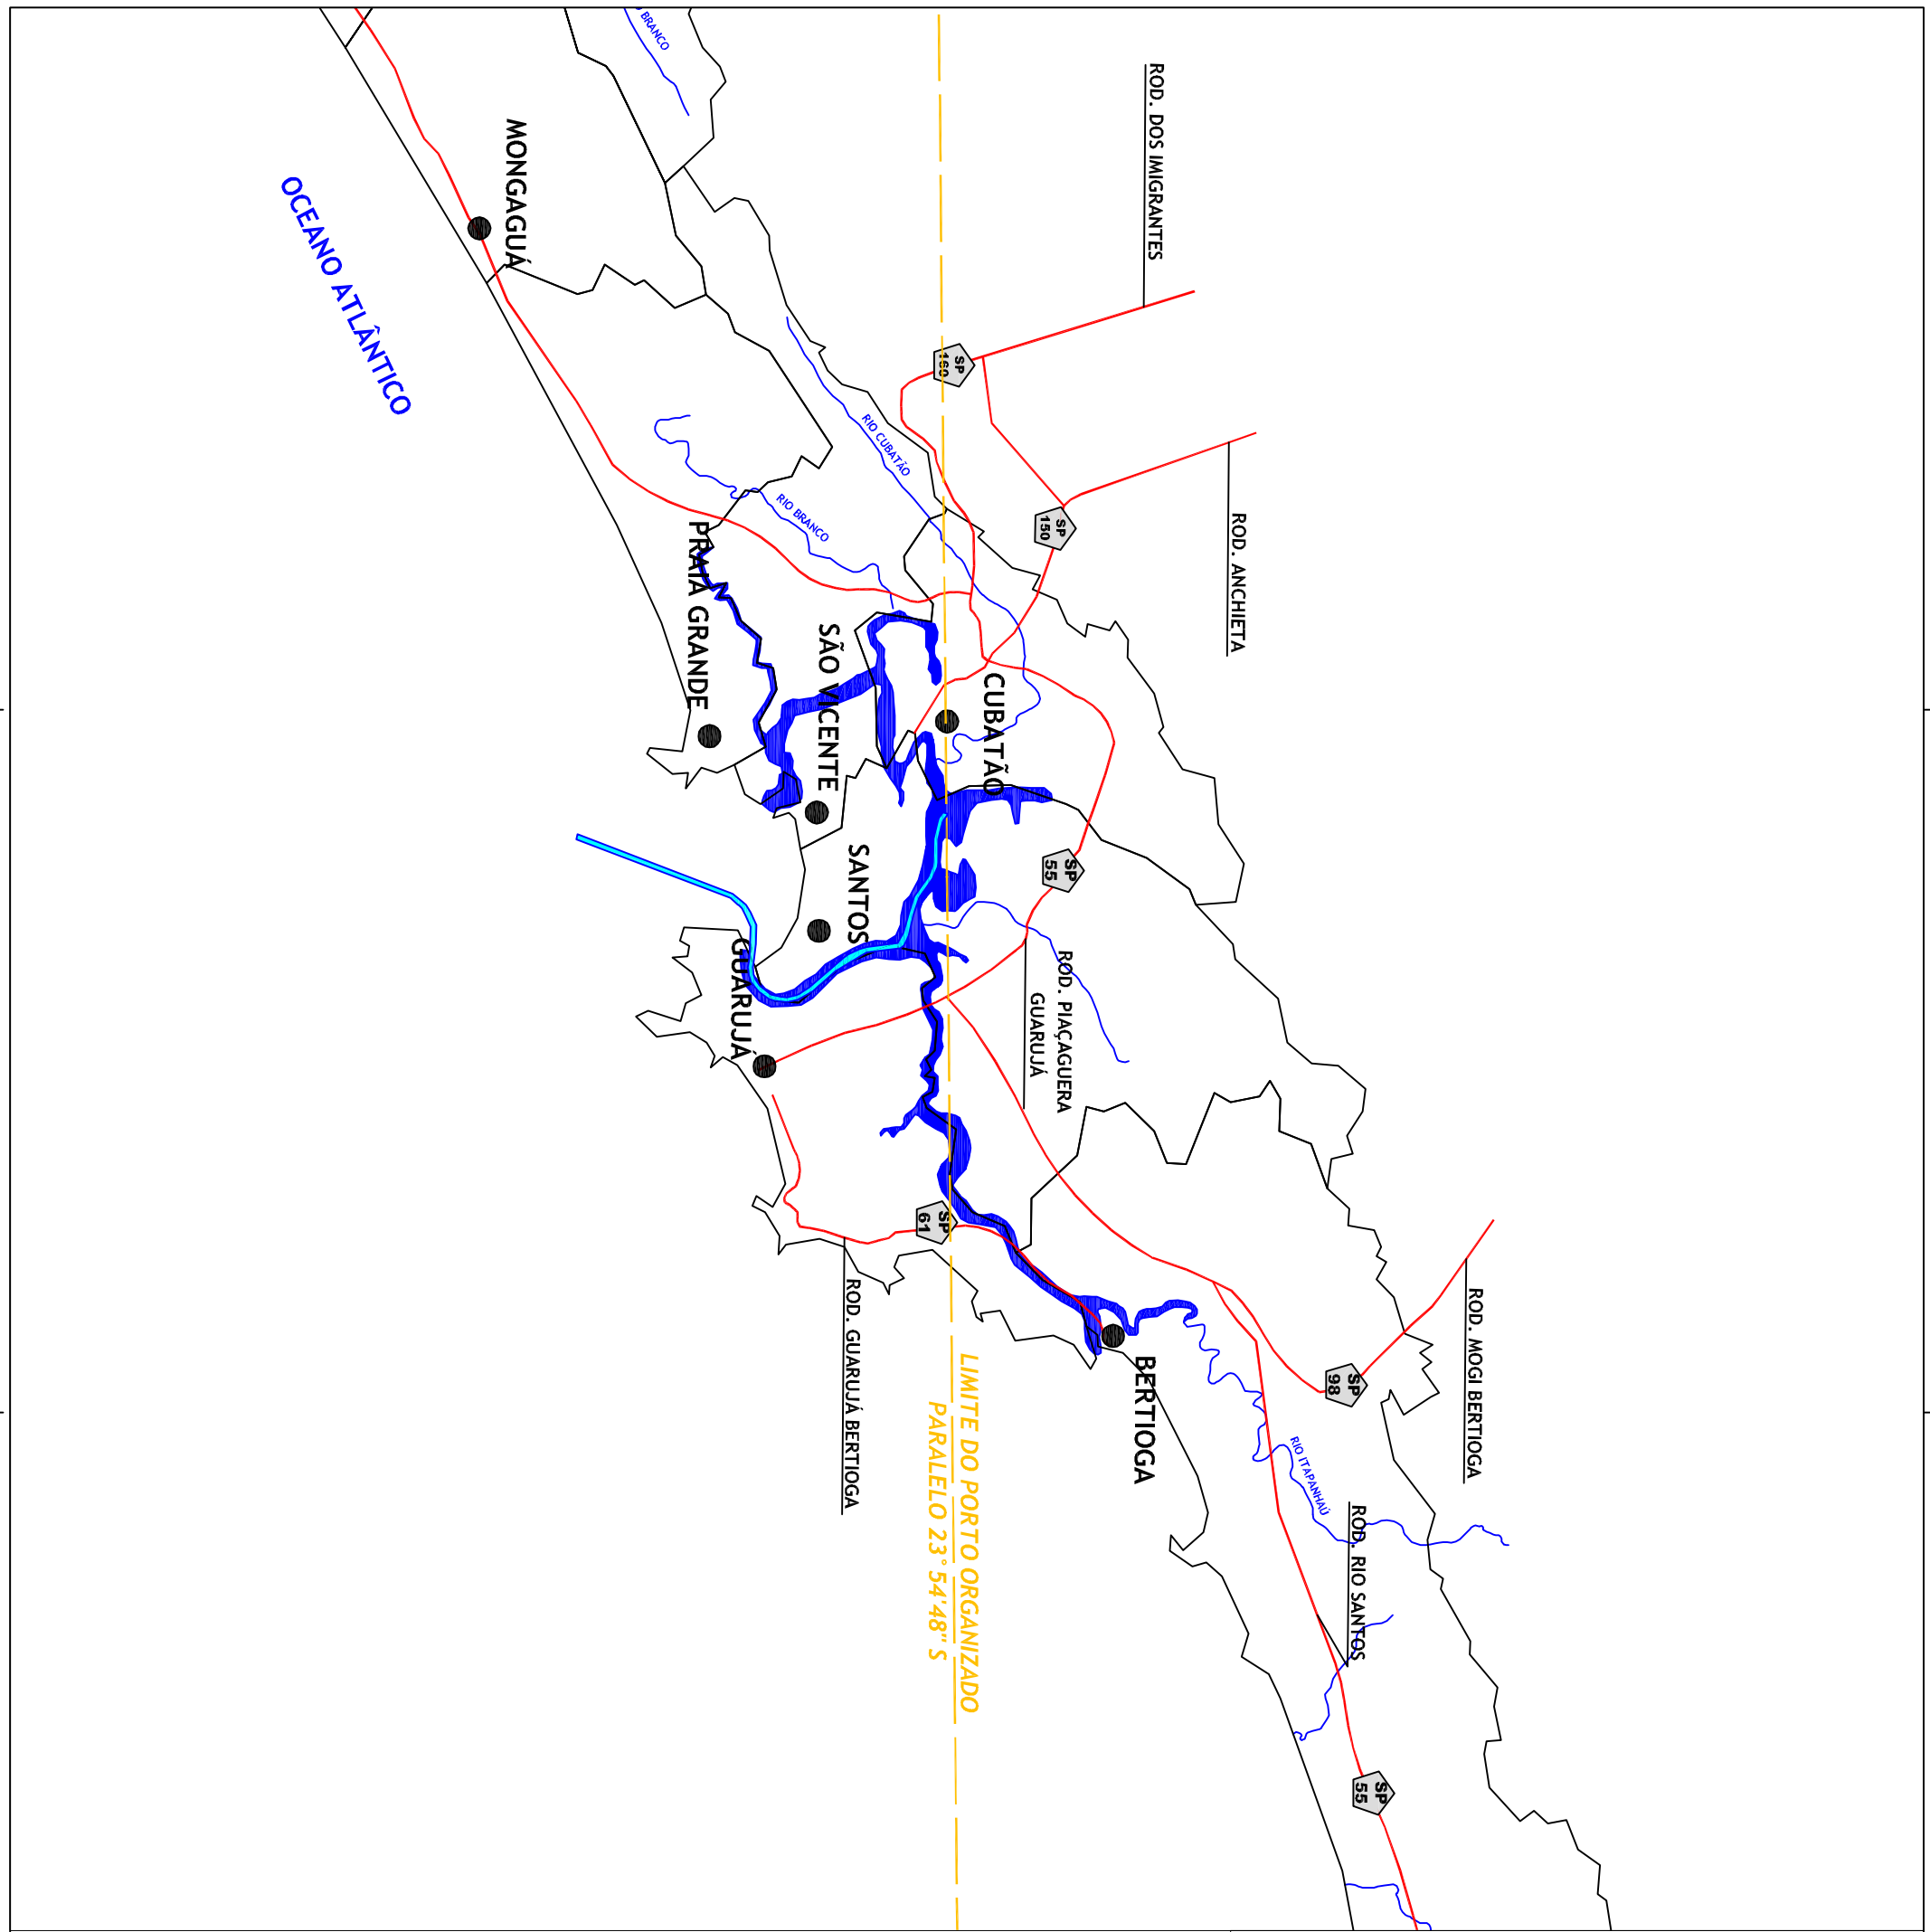 ROD. DOS IMIGRANTES
ROD. ANCHIETA
ROD. MOGI BERTIOGA
ROD. RIO SANTOS
ROD. PIAÇAGUERA
GUARUJÁ
ROD. GUARUJÁ BERTIOGA
SP
160
SP
150
SP
55
SP
61
SP
98
SP
55
BRANCO
RIO CUBATÃO
RIO BRANCO
RIO ITAPANHAÚ
MONGAGUÁ
PRAIA GRANDE
SÃO VICENTE
CUBATÃO
SANTOS
GUARUJÁ
BERTIOGA
OCEANO ATLÂNTICO
LIMITE DO PORTO ORGANIZADO
PARALELO 23° 54'48" S